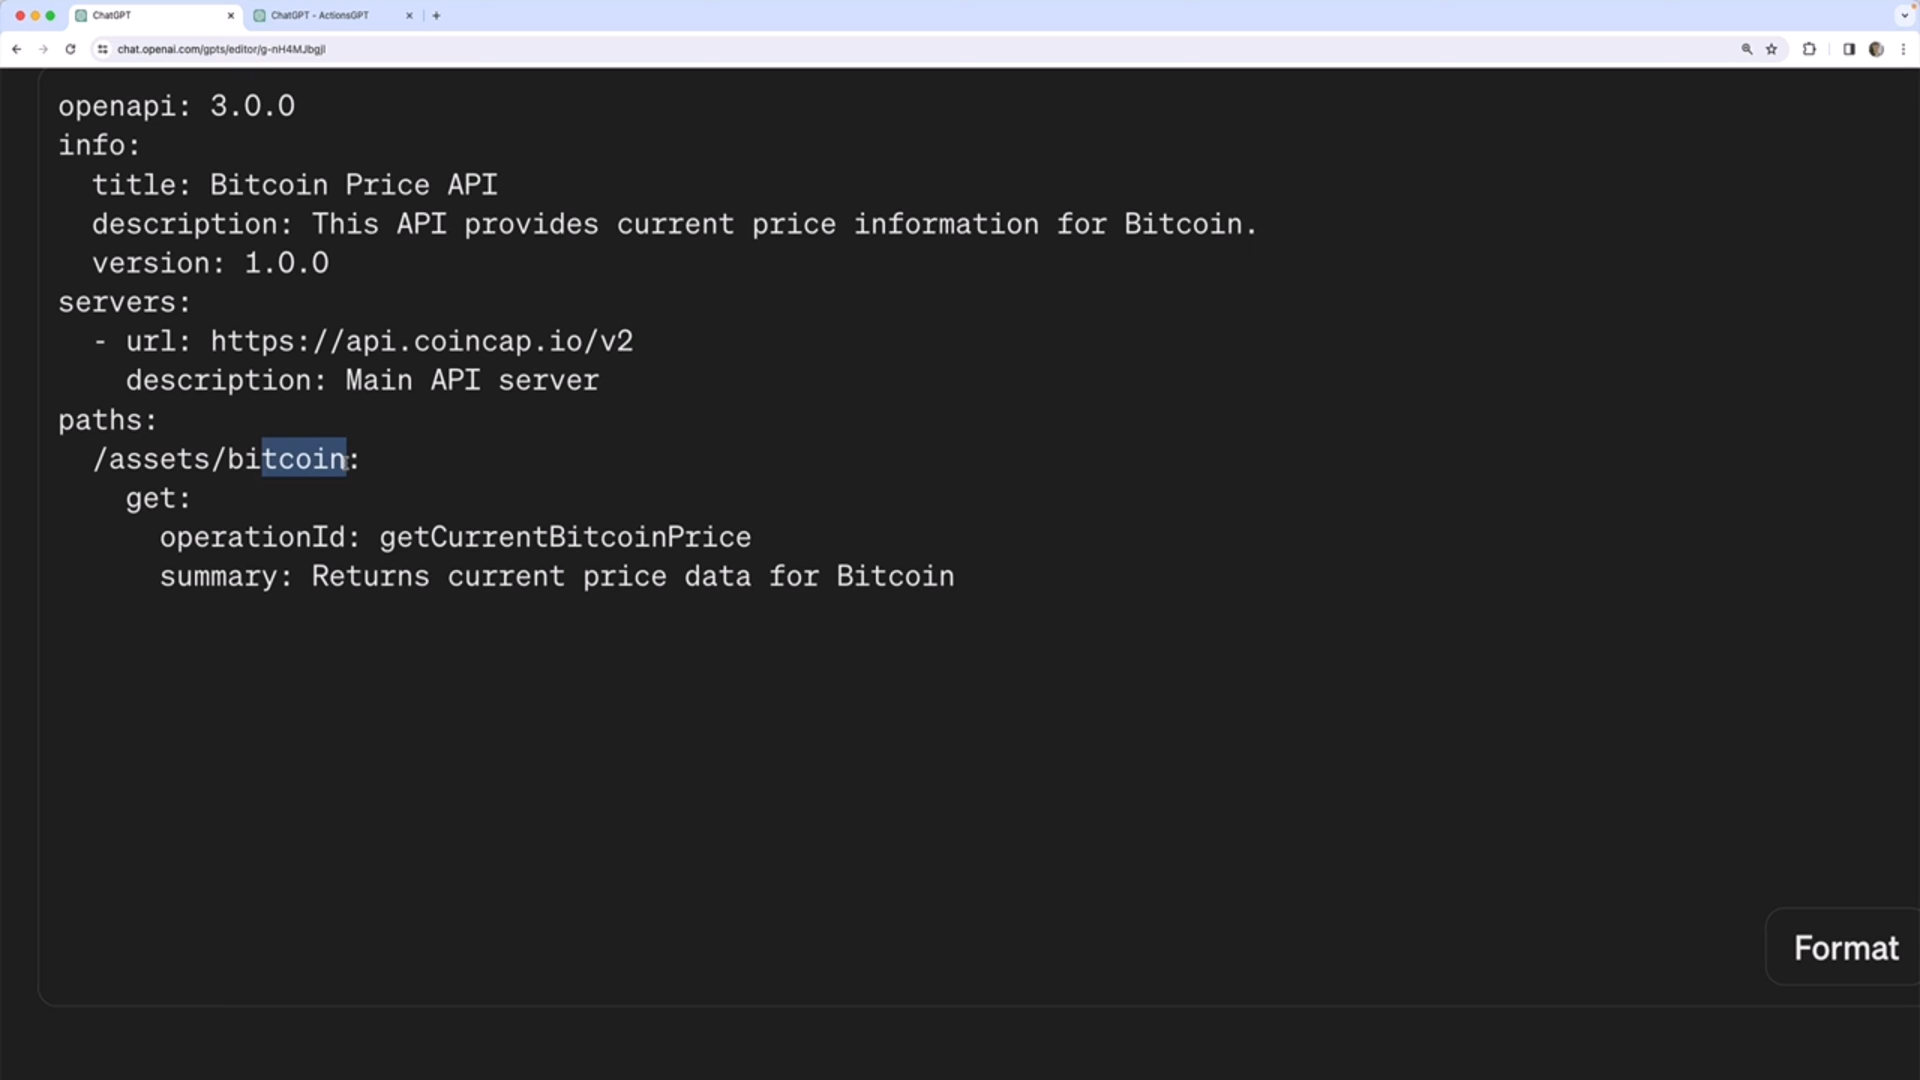 ChatGPT
ChatGPT - ActionsGPT
chat.openai.com/gpts/editor/g-nH4MJbgjl
openapi: 3.0.0
info:
  title: Bitcoin Price API
  description: This API provides current price information for Bitcoin.
  version: 1.0.0
servers:
  - url: https://api.coincap.io/v2
    description: Main API server
paths:
  /assets/bitcoin:
    get:
      operationId: getCurrentBitcoinPrice
      summary: Returns current price data for Bitcoin
Format